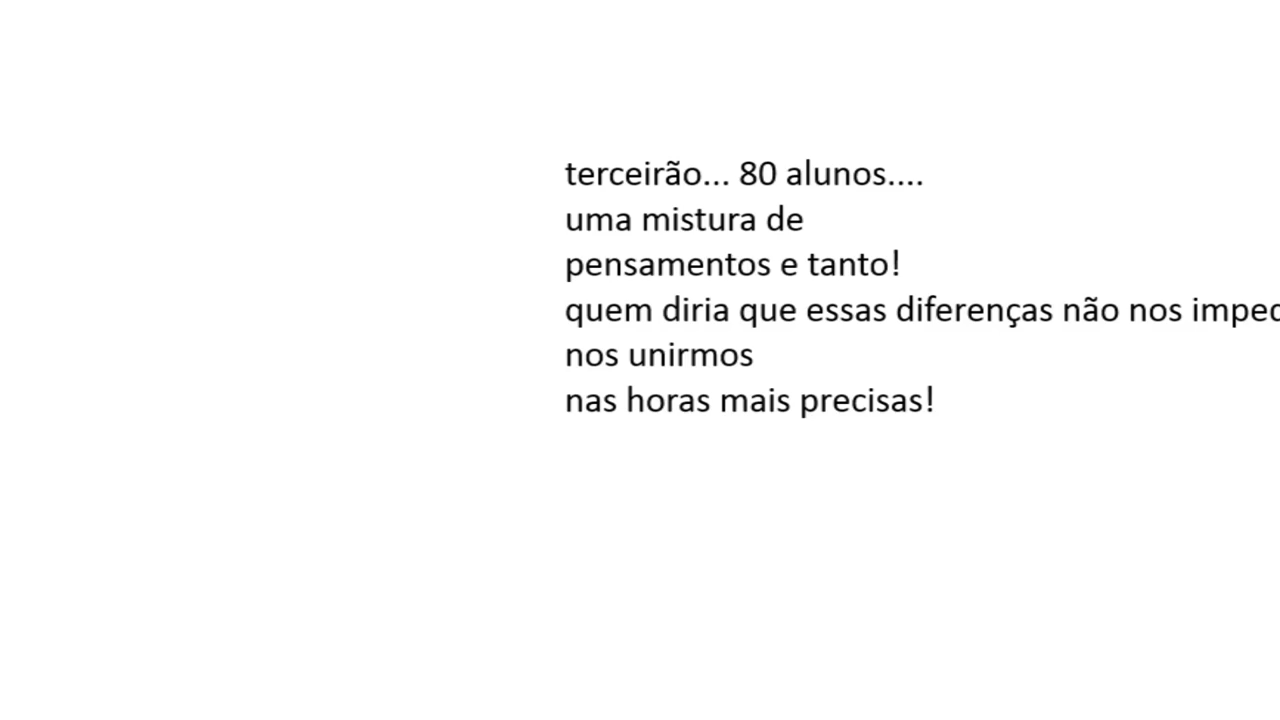 terceirão... 80 alunos....
uma mistura de
pensamentos e tanto!
quem diria que essas diferenças não nos
nos unirmos
nas horas mais precisas!